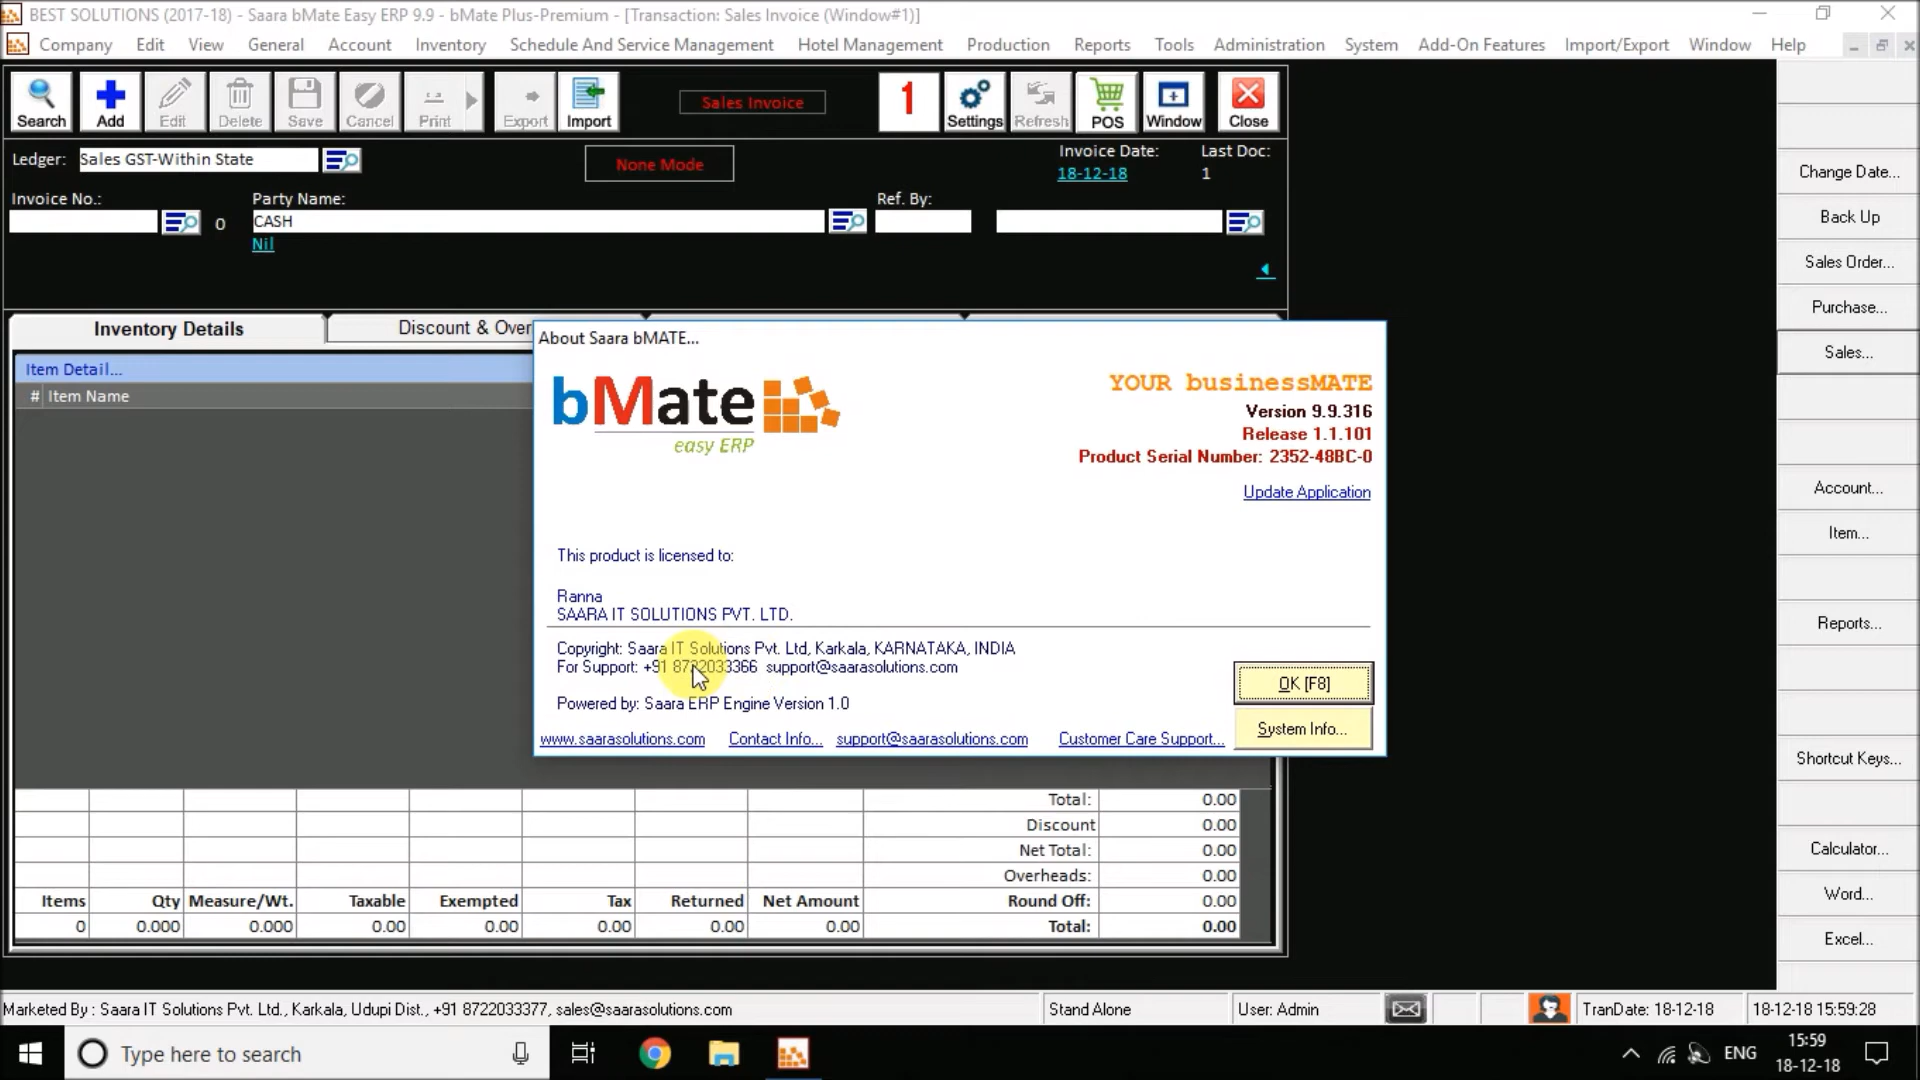 BEST SOLUTIONS (2017-18) - Saara bMate Easy ERP 9.9 - bMate Plus-Premium - [Transaction: Sales Invoice (Window#1)]
Company Edit View General Account Inventory Schedule And Service Management Hotel Management Production Reports Tools Administration System Add-On Features Import/Export Window Help
Search Add Edit Delete Save Cancel Print Export Import Sales Invoice 1 Settings Refresh POS Window Close
Ledger: Sales GST-Within State None Mode Invoice Date: Last Doc:
18-12-18 1
Invoice No.: Party Name: Ref. By:
0 CASH
Nil
Inventory Details Discount & Over
Item Detail...
# Item Name
About Saara bMATE...
bMate
easy ERP
YOUR businessMATE
Version 9.9.316
Release 1.1.101
Product Serial Number: 2352-48BC-0
Update Application
This product is licensed to:
Ranna
SAARA IT SOLUTIONS PVT. LTD.
Copyright: Saara IT Solutions Pvt. Ltd, Karkala, KARNATAKA, INDIA
For Support: +91 8722033366 support@saarasolutions.com
Powered by: Saara ERP Engine Version 1.0
OK [F8]
System Info...
www.saarasolutions.com Contact Info... support@saarasolutions.com Customer Care Support...
Total: 0.00
Discount 0.00
Net Total: 0.00
Overheads: 0.00
Items Qty Measure/Wt. Taxable Exempted Tax Returned Net Amount Round Off: 0.00
0 0.000 0.000 0.00 0.00 0.00 0.00 0.00 Total: 0.00
Change Date...
Back Up
Sales Order...
Purchase...
Sales...
Account...
Item...
Reports...
Shortcut Keys...
Calculator...
Word...
Excel...
Marketed By : Saara IT Solutions Pvt. Ltd., Karkala, Udupi Dist., +91 8722033377, sales@saarasolutions.com Stand Alone User: Admin TranDate: 18-12-18 18-12-18 15:59:28
Type here to search ENG 15:59
18-12-18